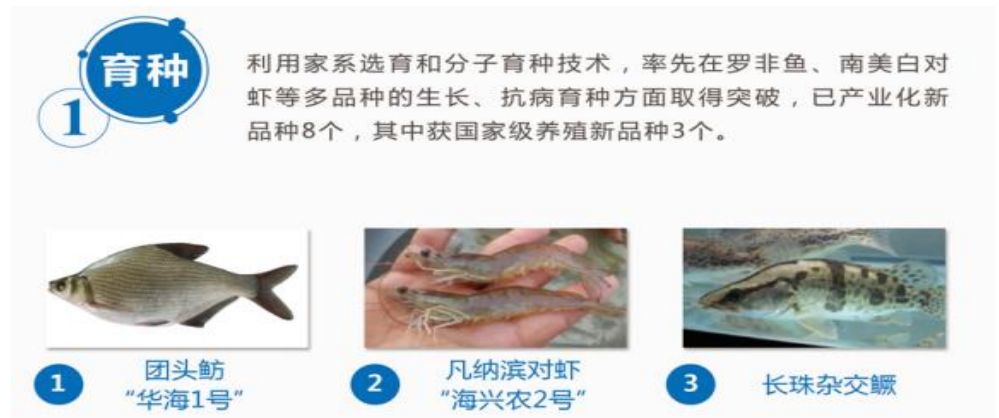 育种
1
利用家系选育和分子育种技术，率先在罗非鱼、南美白对
虾等多品种的生长、抗病育种方面取得突破，已产业化新
品种8个，其中获国家级养殖新品种3个。
1
团头鲂
“华海1号”
2
凡纳滨对虾
“海兴农2号”
3
长珠杂交鳜